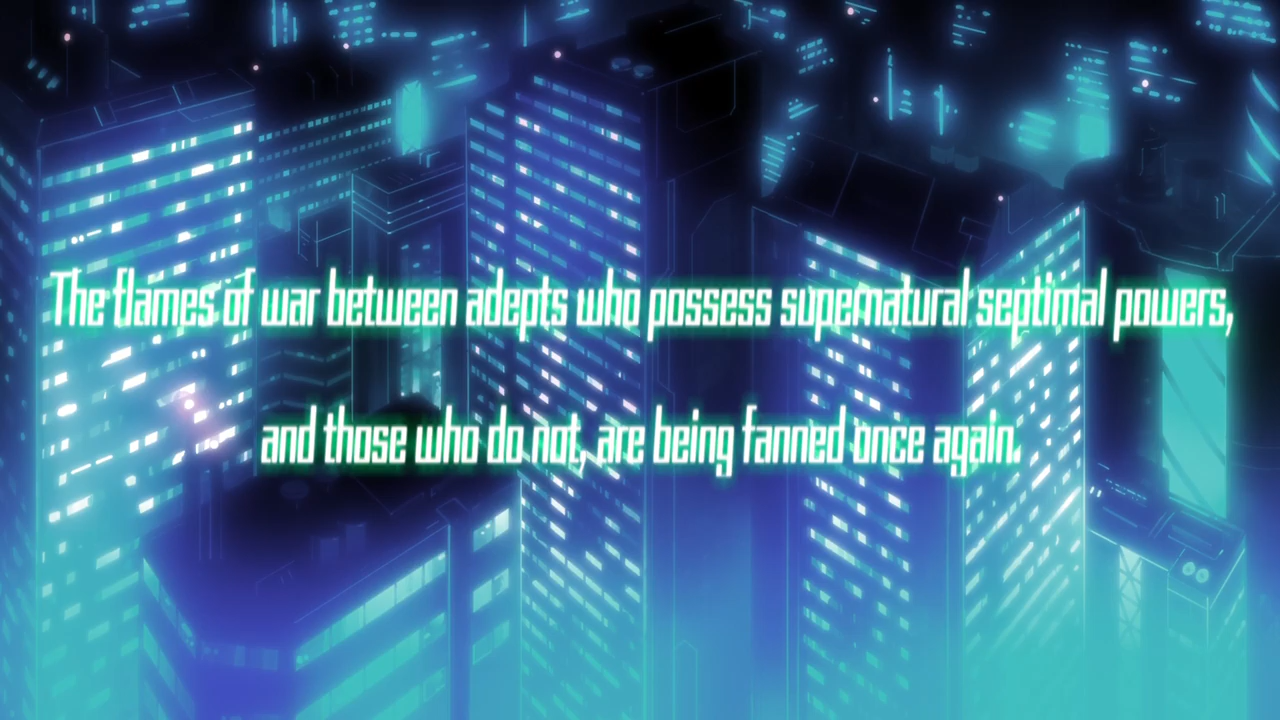 The flames of war between adepts who possess supernatural septimal powers,
and those who do not, are being fanned once again.